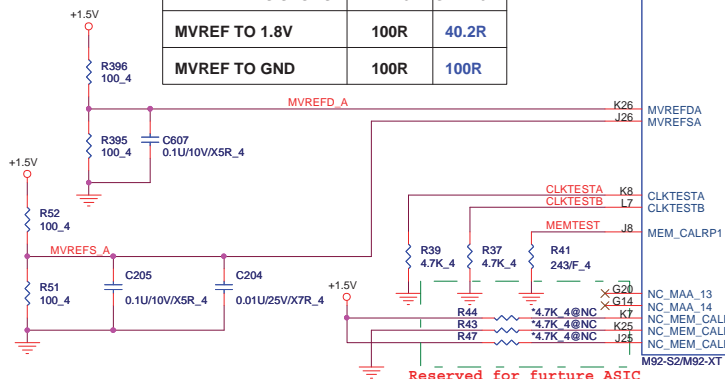 +1.5V
MVREF TO 1.8V 100R 40.2R
MVREF TO GND 100R 100R
R396
100_4
MVREFD_A
K26 MVREFDA
J26 MVREFSA
R395
100_4
C607
0.1U/10V/X5R_4
+1.5V
R52
100_4
MVREFS_A
CLKTESTA K8 CLKTESTA
CLKTESTB L7 CLKTESTB
MEMTEST J8 MEM_CALRP1
R39
4.7K_4
R37
4.7K_4
R41
243/F_4
R51
100_4
C205
0.1U/10V/X5R_4
C204
0.01U/25V/X7R_4
+1.5V
G20 NC_MAA_13
G14 NC_MAA_14
R44 *4.7K_4@NC K7 NC_MEM_CAL
R43 *4.7K_4@NC K25 NC_MEM_CAL
R47 *4.7K_4@NC J25 NC_MEM_CAL
M92-S2/M92-XT
Reserved for furture ASIC